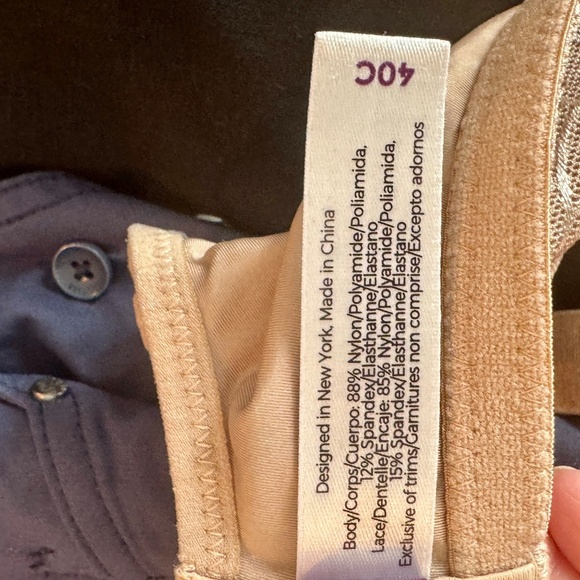 40C
Designed in New York. Made in China
Body/Corps/Cuerpo: 88% Nylon/Polyamide/Poliamida,
12% Spandex/Elasthanne/Elastano
Lace/Dentelle/Encaje: 85% Nylon/Polyamide/Poliamida,
15% Spandex/Elasthanne/Elastano
Exclusive of trims/Garnitures non comprise/Excepto adornos